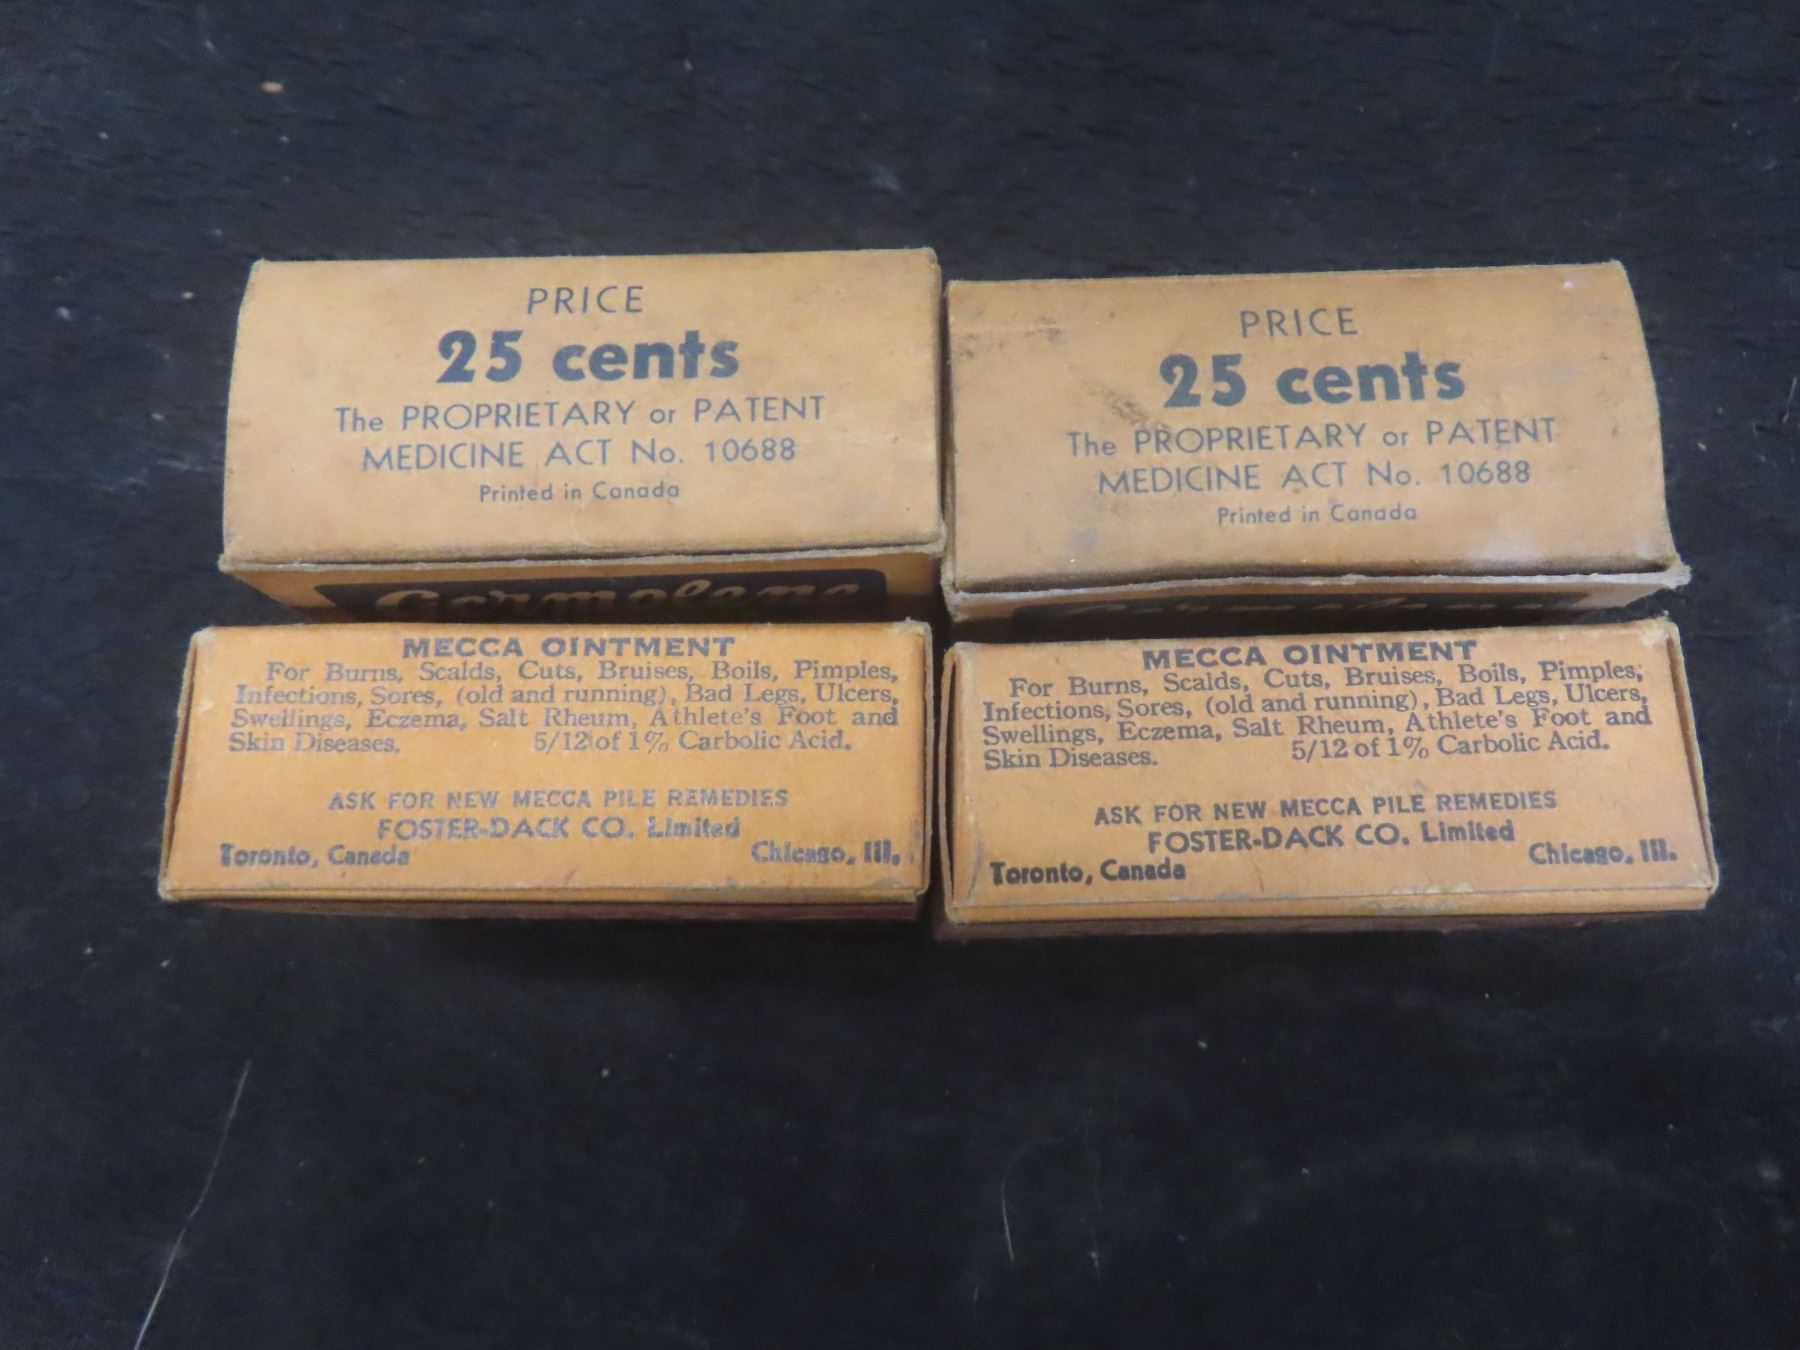 PRICE
25 cents
The PROPRIETARY or PATENT
MEDICINE ACT No. 10688
Printed in Canada
Germolene
PRICE
25 cents
The PROPRIETARY or PATENT
MEDICINE ACT No. 10688
Printed in Canada
Germolene
MECCA OINTMENT
For Burns, Scalds, Cuts, Bruises, Boils, Pimples,
Infections, Sores, (old and running), Bad Legs, Ulcers,
Swellings, Eczema, Salt Rheum, Athlete's Foot and
Skin Diseases. 5/12 of 1% Carbolic Acid.
ASK FOR NEW MECCA PILE REMEDIES
FOSTER-DACK CO. Limited
Toronto, Canada Chicago, Ill.
MECCA OINTMENT
For Burns, Scalds, Cuts, Bruises, Boils, Pimples,
Infections, Sores, (old and running), Bad Legs, Ulcers,
Swellings, Eczema, Salt Rheum, Athlete's Foot and
Skin Diseases. 5/12 of 1% Carbolic Acid.
ASK FOR NEW MECCA PILE REMEDIES
FOSTER-DACK CO. Limited
Toronto, Canada Chicago, Ill.